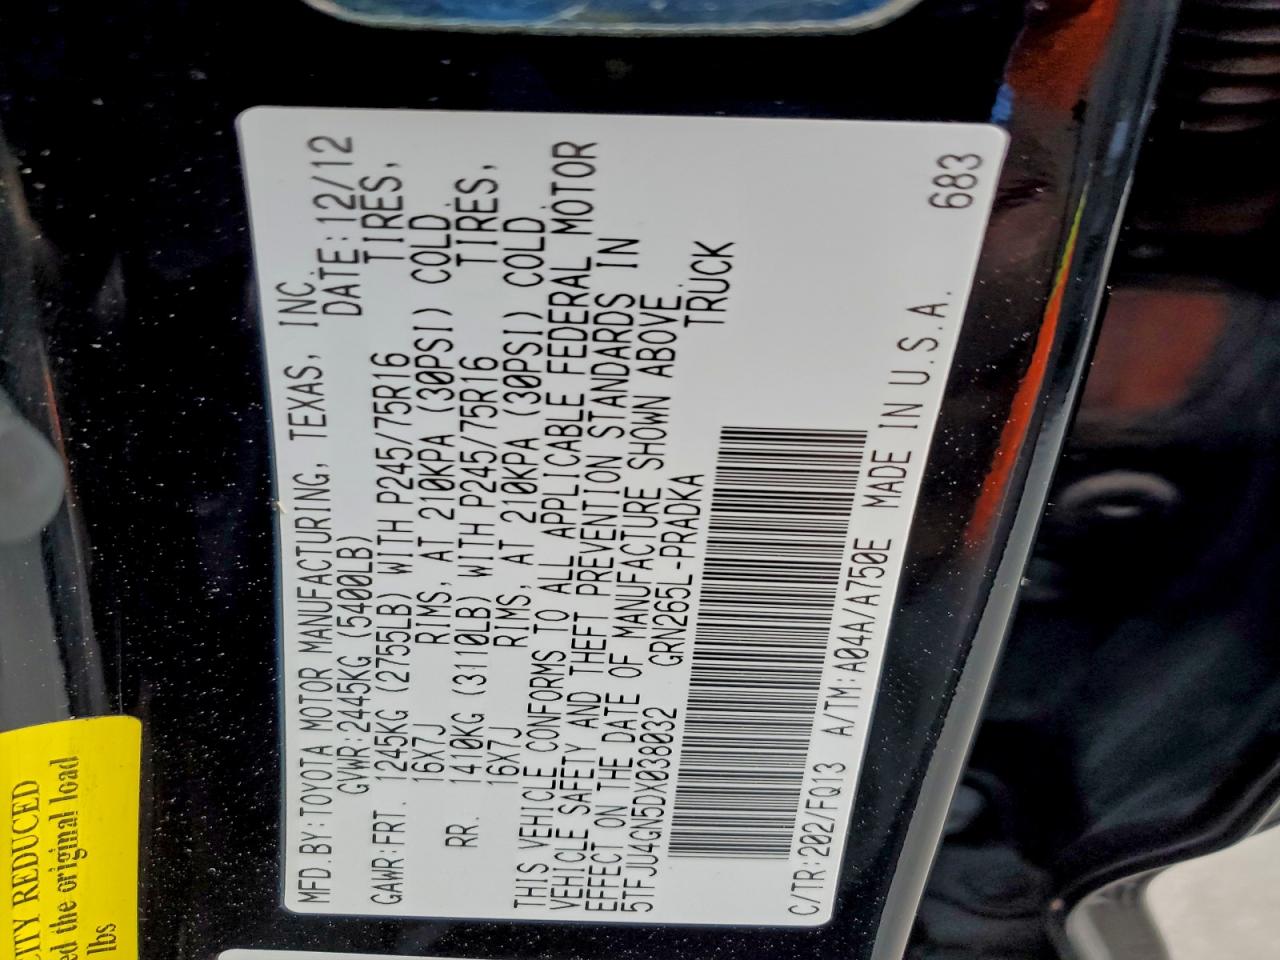 MFD.BY:TOYOTA MOTOR MANUFACTURING, TEXAS, INC.
GVWR 2445KG (5400LB) DATE:12/12
GAWR FRT. 1245KG (2755LB) WITH P245/75R16 TIRES,
16X7J RIMS, AT 210KPA (30PSI) COLD
RR. 1410KG (3110LB) WITH P245/75R16 TIRES,
16X7J RIMS, AT 210KPA (30PSI) COLD
THIS VEHICLE CONFORMS TO ALL APPLICABLE FEDERAL MOTOR
VEHICLE SAFETY AND THEFT PREVENTION STANDARDS IN
EFFECT ON THE DATE OF MANUFACTURE SHOWN ABOVE.
5TFJU4GN5DX038032 GRN265L-PRADKA TRUCK
C/TR:202/FQ13 A/TM:A04A/A750E MADE IN U.S.A. 683
REDUCED
the original load
lbs